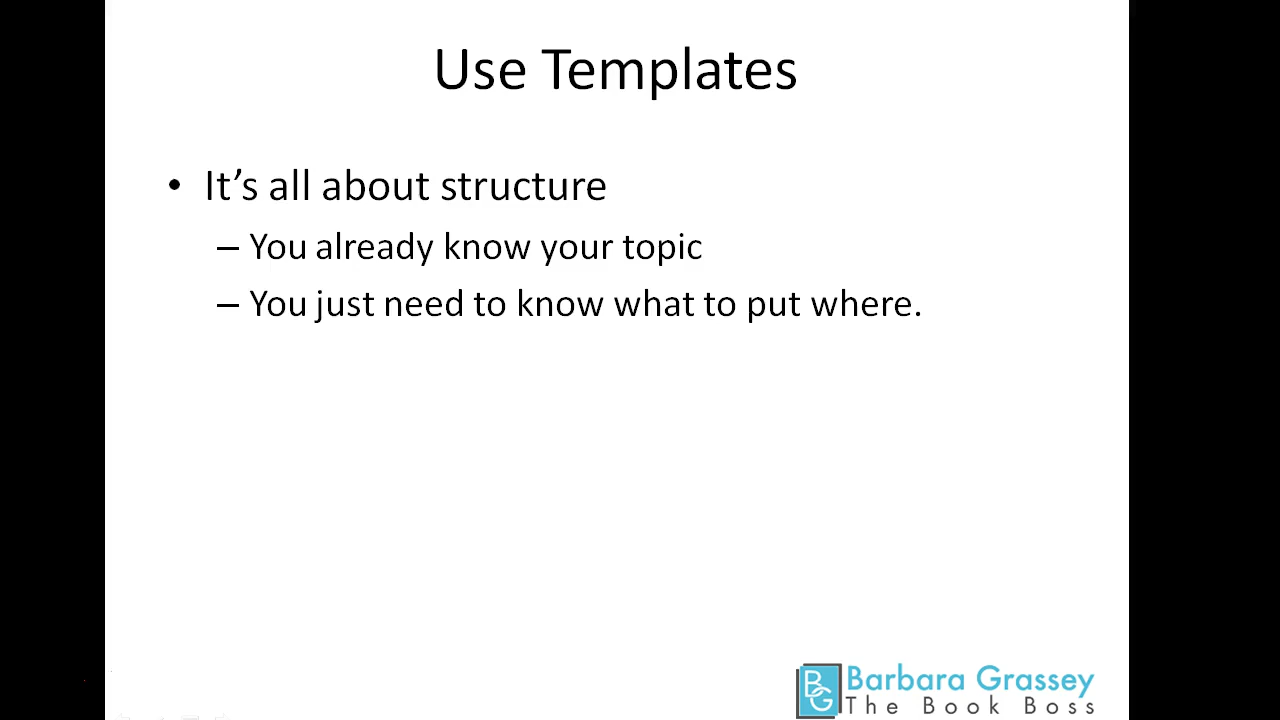 Use Templates
• It’s all about structure
– You already know your topic
– You just need to know what to put where.
BG Barbara Grassey
The Book Boss